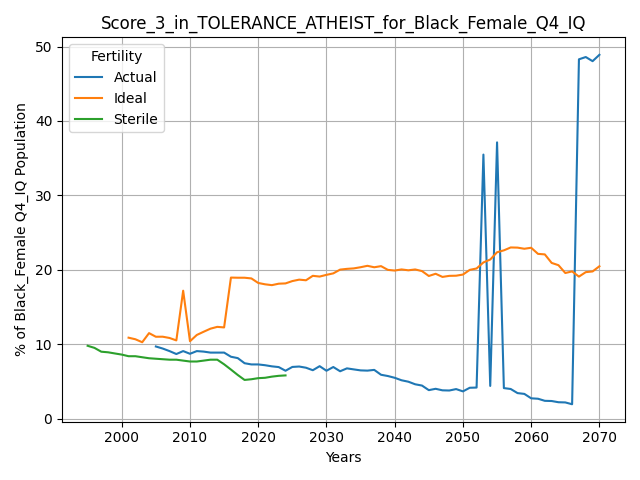 Score_3_in_TOLERANCE_ATHEIST_for_Black_Female_Q4_IQ
Fertility
Actual
Ideal
Sterile
% of Black_Female Q4_IQ Population
50
40
30
20
10
0
2000 2010 2020 2030 2040 2050 2060 2070
Years